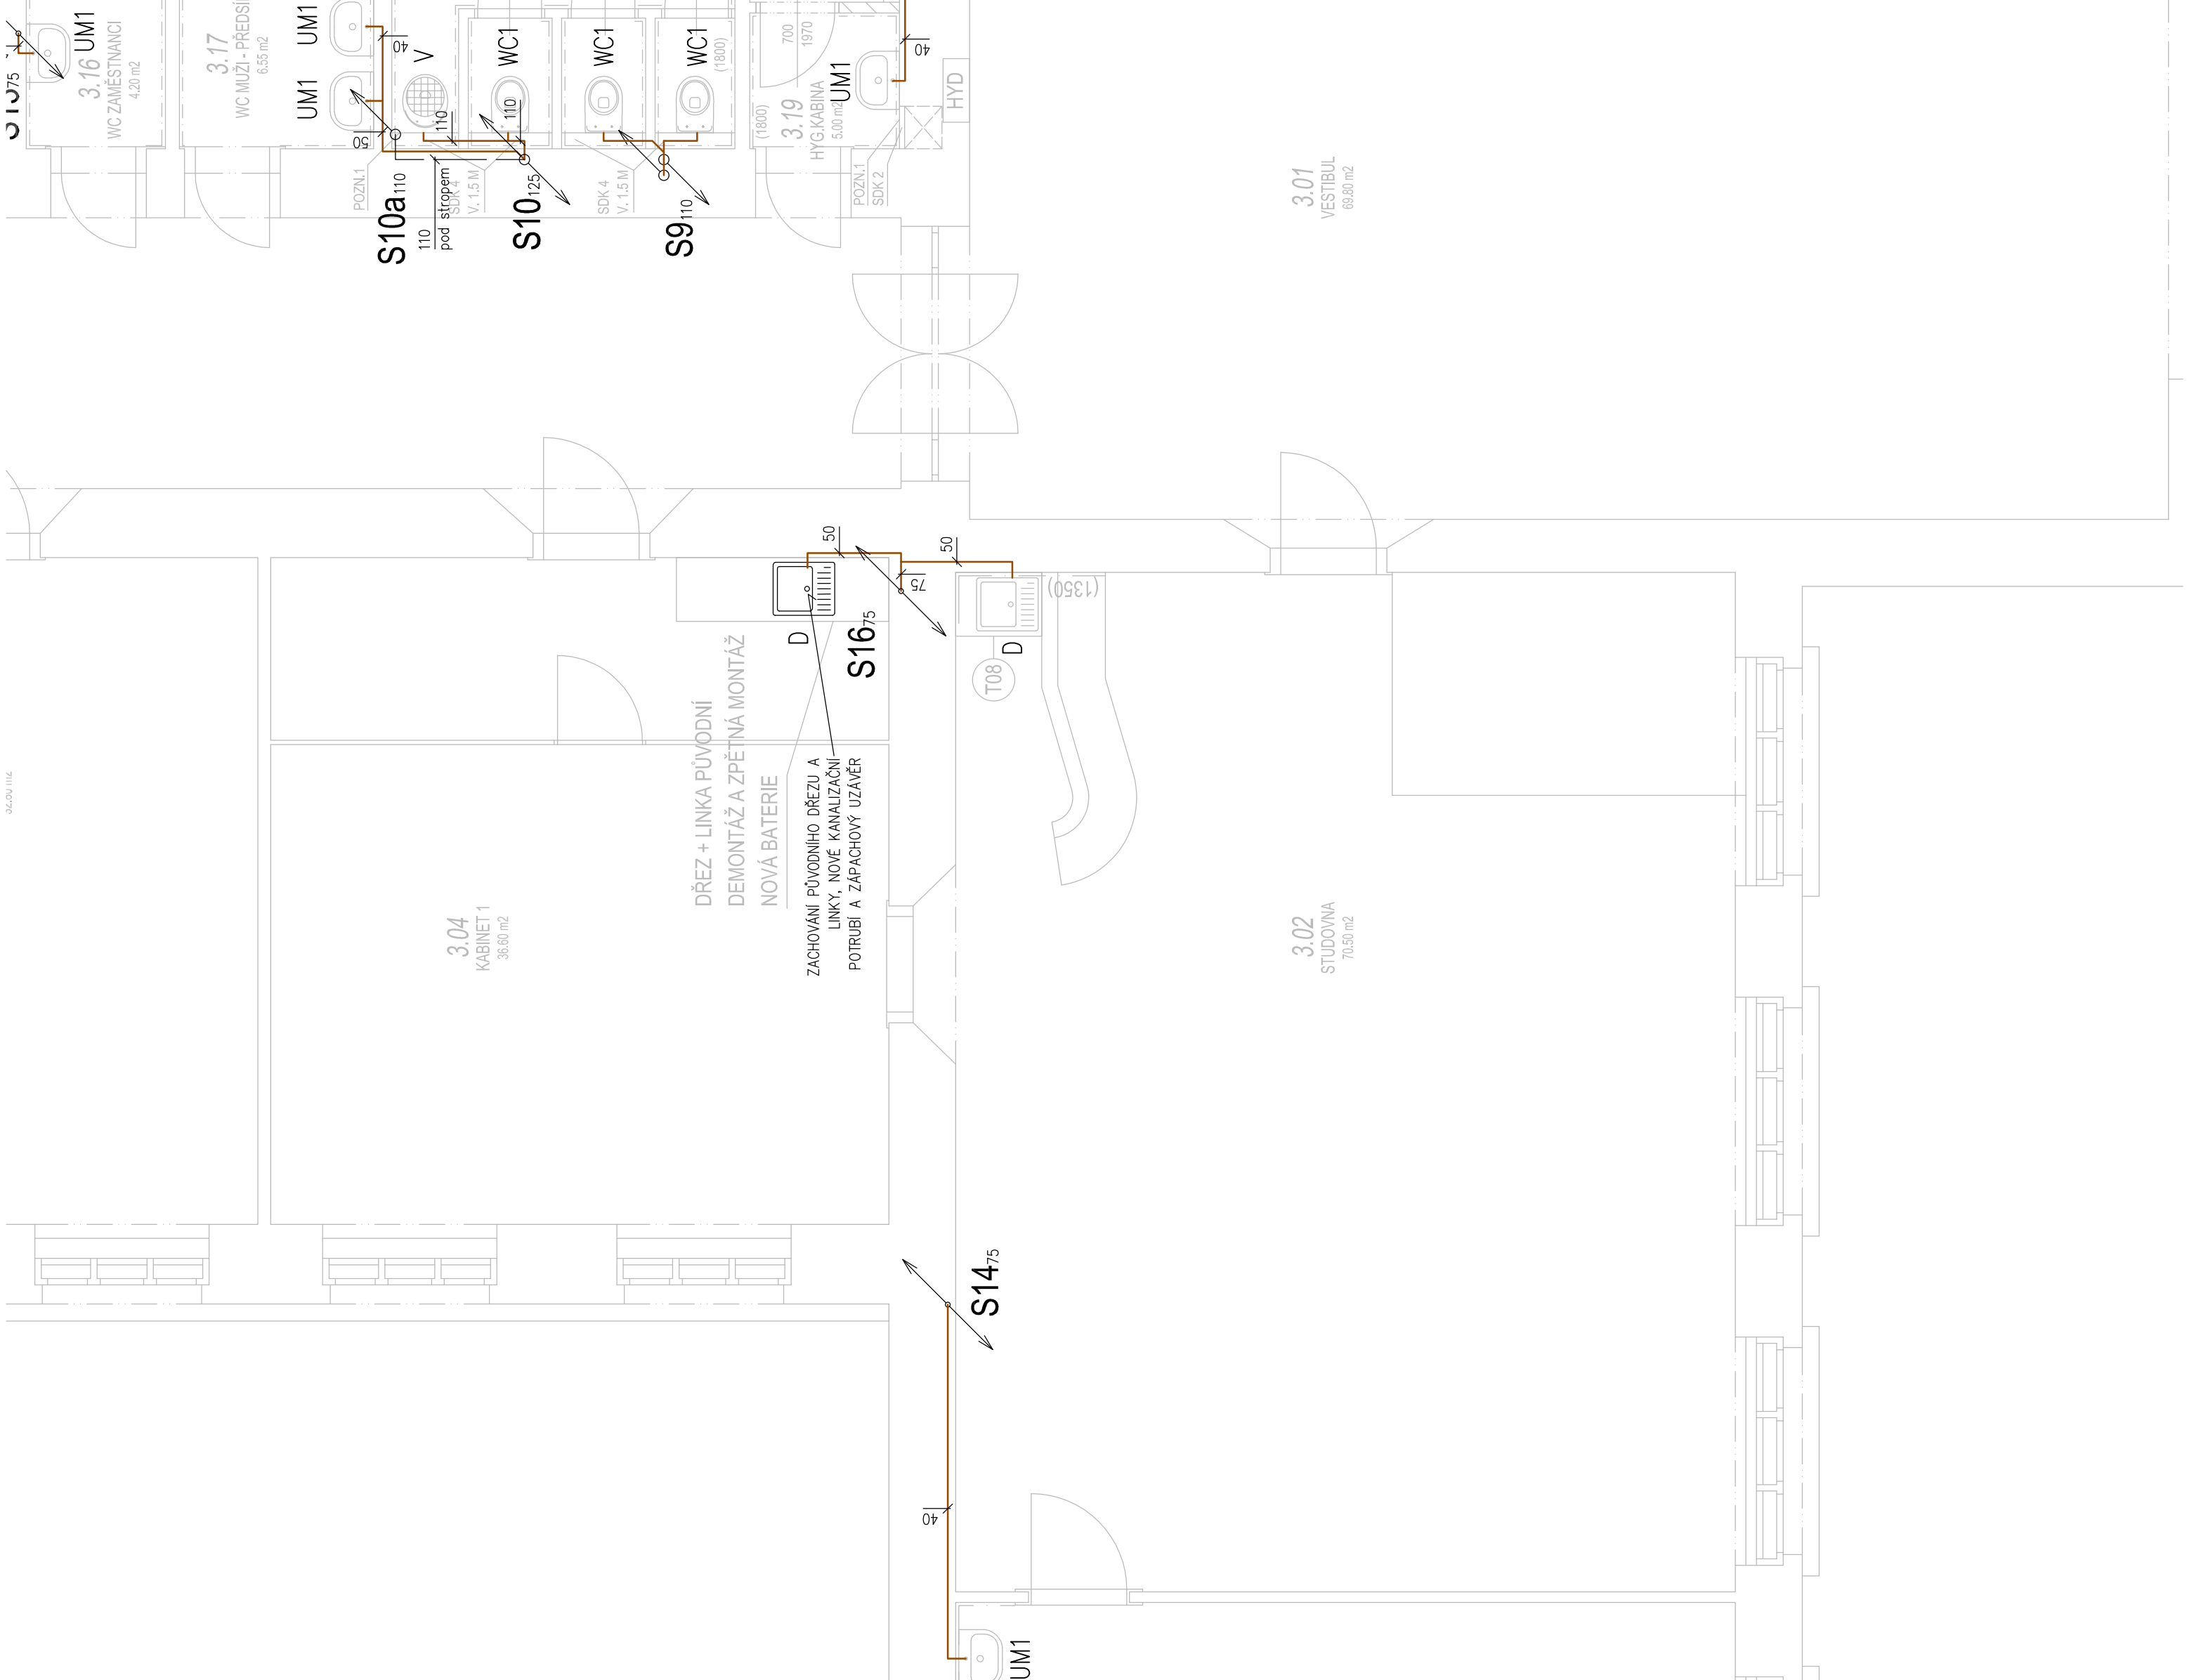 75
UM1
3.16
WC ZAMĚSTNANCI
4.20 m2
3.17
WC MUŽI - PŘEDSÍ
6.55 m2
UM1
UM1
40
50
V
WC1
WC1
WC1
(1800)
110
110
POZN.1
SDK 4
V. 1.5 M
SDK 4
V. 1.5 M
S10a110
110
pod stropem
S10125
S9110
700
1970
(1800)
3.19
HYG.KABINA
5.00 m2
UM1
40
HYD
POZN.1
SDK 2
3.01
VESTIBUL
69.80 m2
50
50
75
S1675
D
D
T08
(1350)
DŘEZ + LINKA PŮVODNÍ
DEMONTÁŽ A ZPĚTNÁ MONTÁŽ
NOVÁ BATERIE
ZACHOVÁNÍ PŮVODNÍHO DŘEZU A
LINKY, NOVÉ KANALIZAČNÍ
POTRUBÍ A ZÁPACHOVÝ UZÁVĚR
3.04
KABINET 1
36.60 m2
3.02
STUDOVNA
70.50 m2
S1475
40
UM1